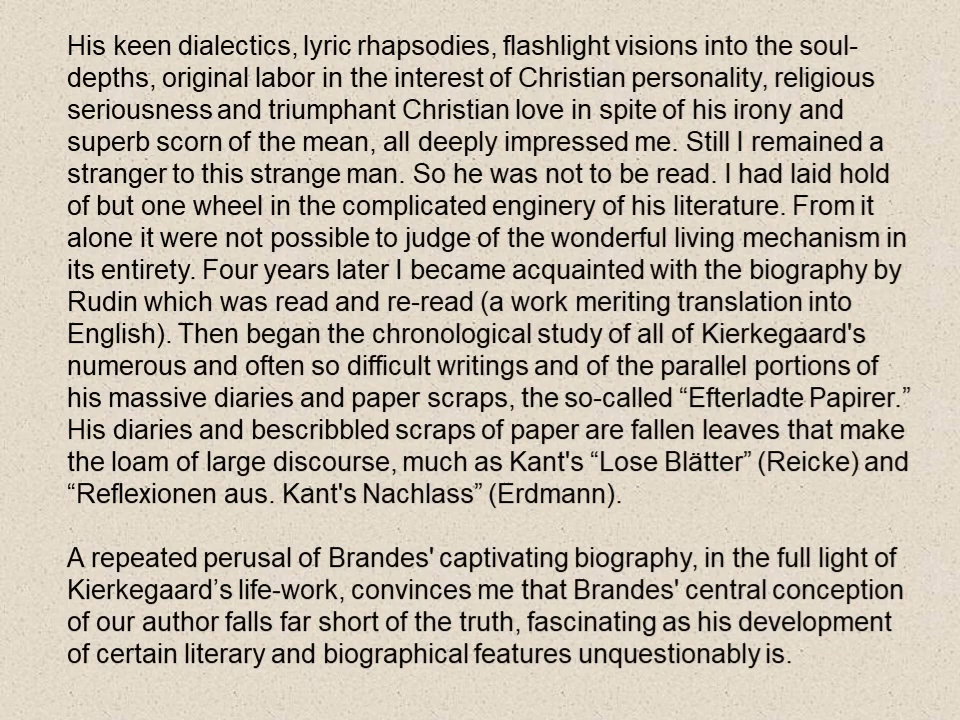 His keen dialectics, lyric rhapsodies, flashlight visions into the soul-
depths, original labor in the interest of Christian personality, religious
seriousness and triumphant Christian love in spite of his irony and
superb scorn of the mean, all deeply impressed me. Still I remained a
stranger to this strange man. So he was not to be read. I had laid hold
of but one wheel in the complicated enginery of his literature. From it
alone it were not possible to judge of the wonderful living mechanism in
its entirety. Four years later I became acquainted with the biography by
Rudin which was read and re-read (a work meriting translation into
English). Then began the chronological study of all of Kierkegaard's
numerous and often so difficult writings and of the parallel portions of
his massive diaries and paper scraps, the so-called “Efterladte Papirer.”
His diaries and bescribbled scraps of paper are fallen leaves that make
the loam of large discourse, much as Kant's “Lose Blätter” (Reicke) and
“Reflexionen aus. Kant's Nachlass” (Erdmann).

A repeated perusal of Brandes' captivating biography, in the full light of
Kierkegaard’s life-work, convinces me that Brandes' central conception
of our author falls far short of the truth, fascinating as his development
of certain literary and biographical features unquestionably is.